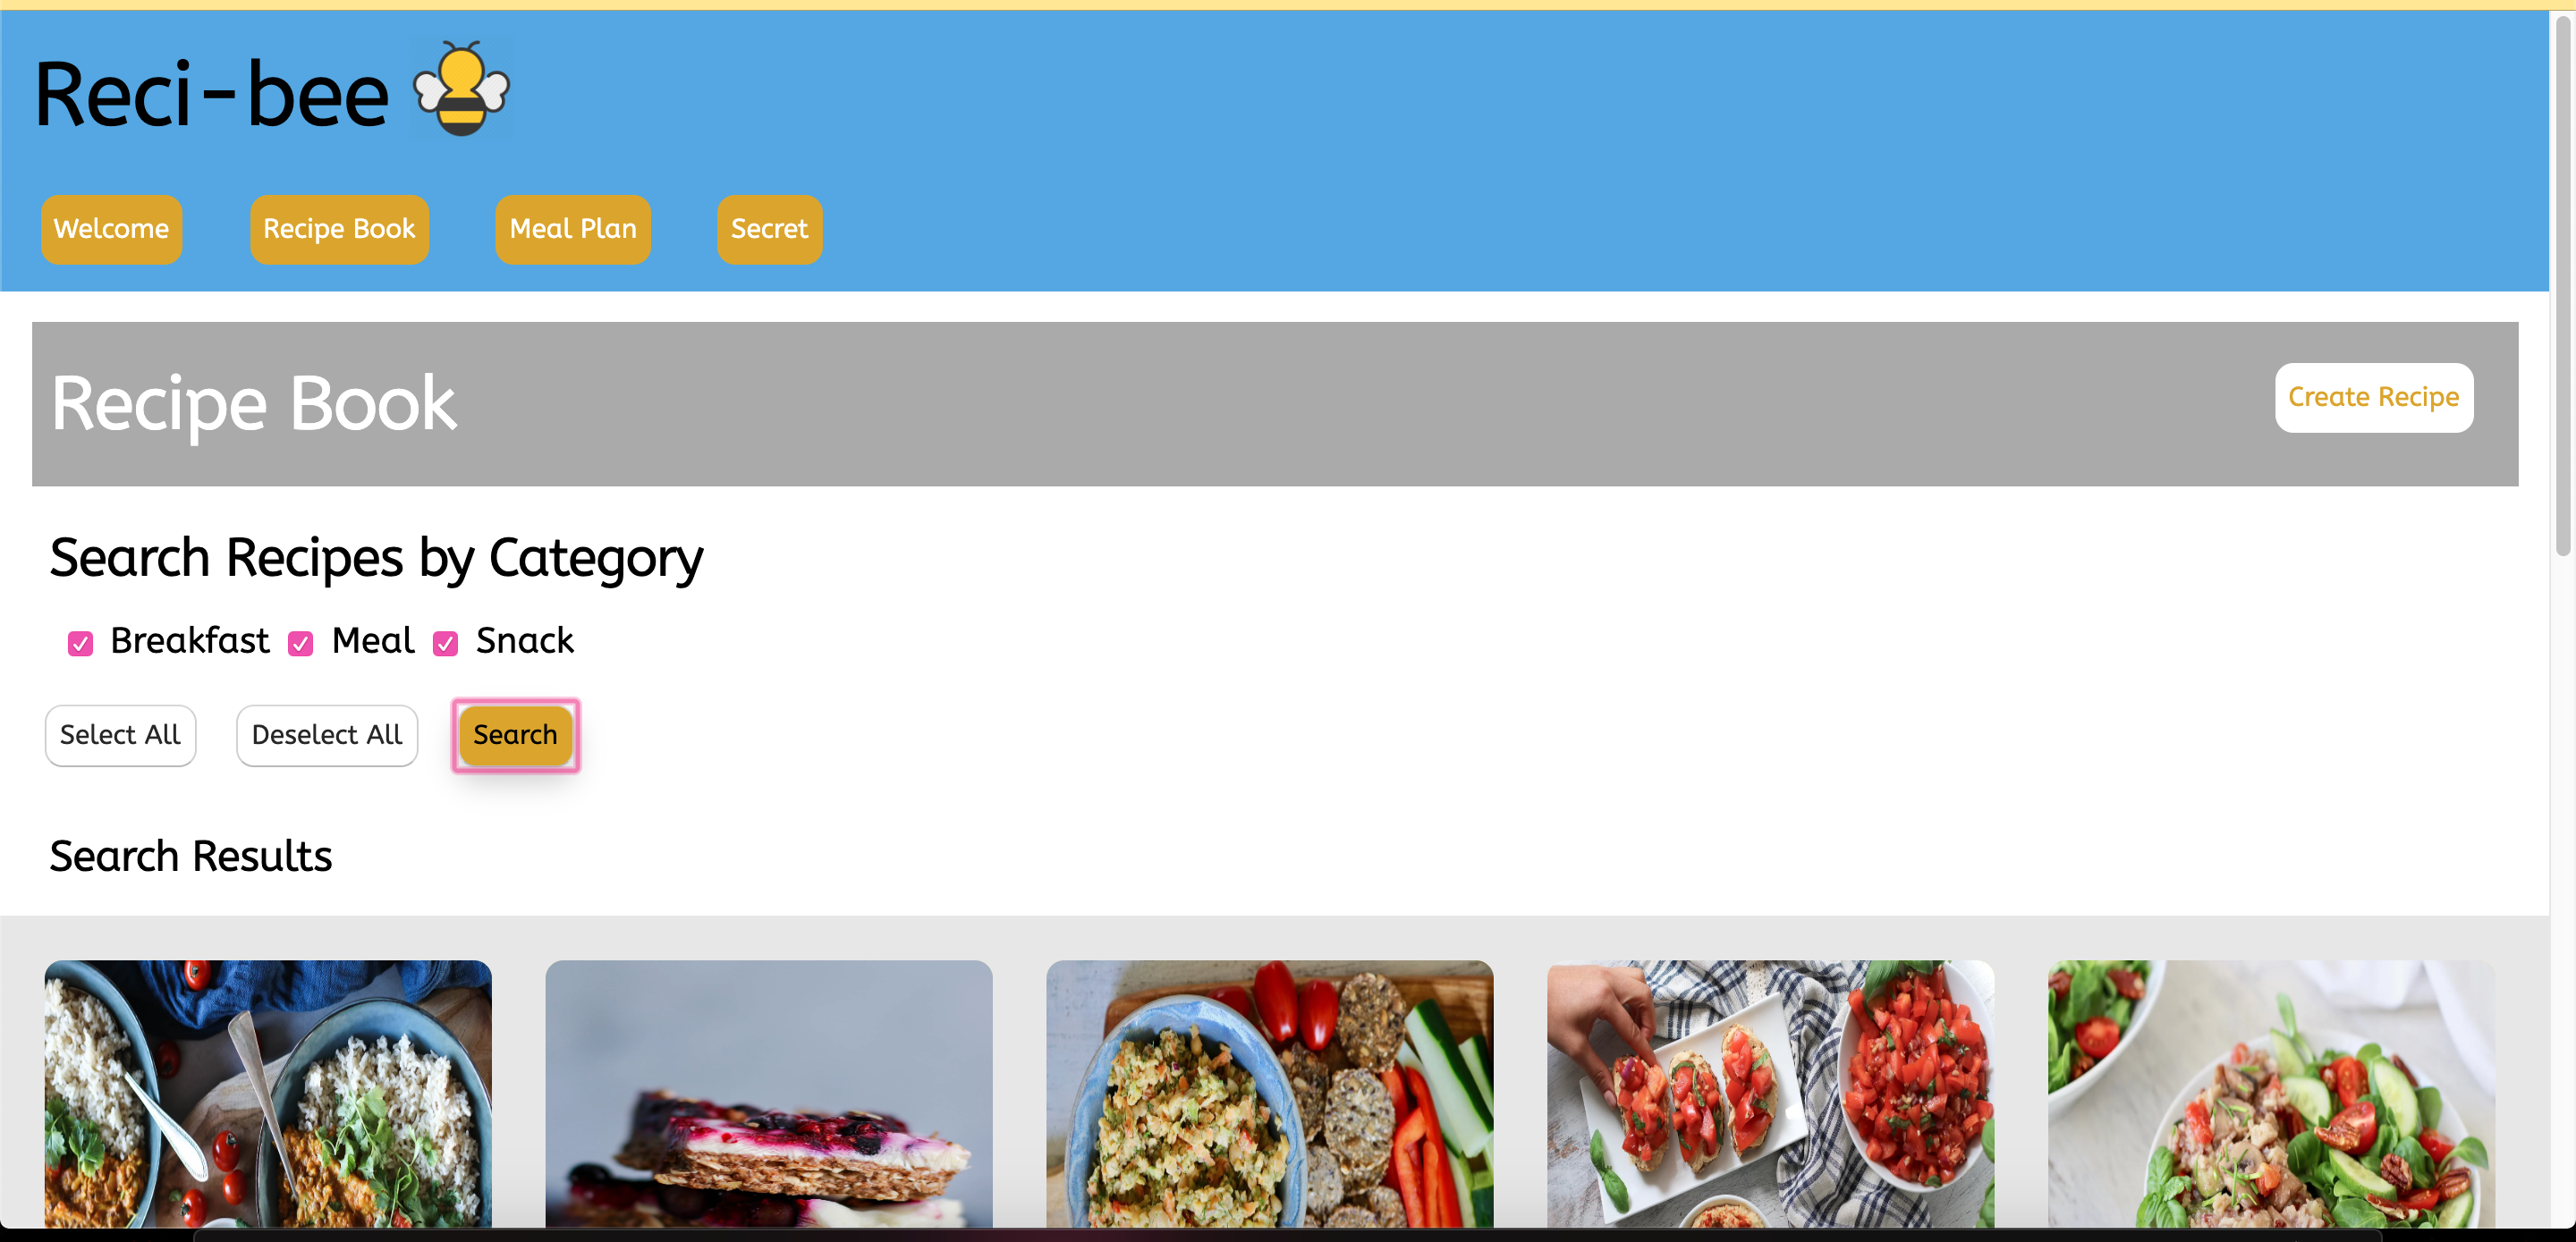 Reci-bee
Welcome Recipe Book Meal Plan Secret
Recipe Book
Create Recipe
Search Recipes by Category
Breakfast Meal Snack
Select All Deselect All Search
Search Results